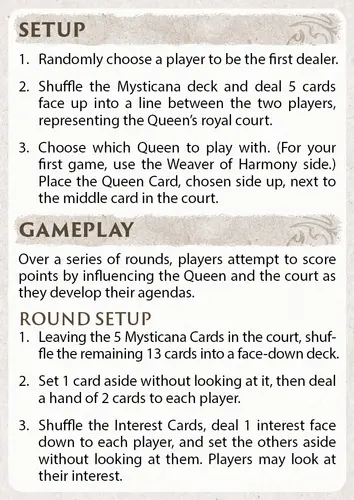 SETUP
1. Randomly choose a player to be the first dealer.
2. Shuffle the Mysticana deck and deal 5 cards
face up into a line between the two players,
representing the Queen's royal court.
3. Choose which Queen to play with. (For your
first game, use the Weaver of Harmony side.)
Place the Queen Card, chosen side up, next to
the middle card in the court.
GAMEPLAY
Over a series of rounds, players attempt to score
points by influencing the Queen and the court as
they develop their agendas.
ROUND SETUP
1. Leaving the 5 Mysticana Cards in the court, shuf-
fle the remaining 13 cards into a face-down deck.
2. Set 1 card aside without looking at it, then deal
a hand of 2 cards to each player.
3. Shuffle the Interest Cards, deal 1 interest face
down to each player, and set the others aside
without looking at them. Players may look at
their interest.